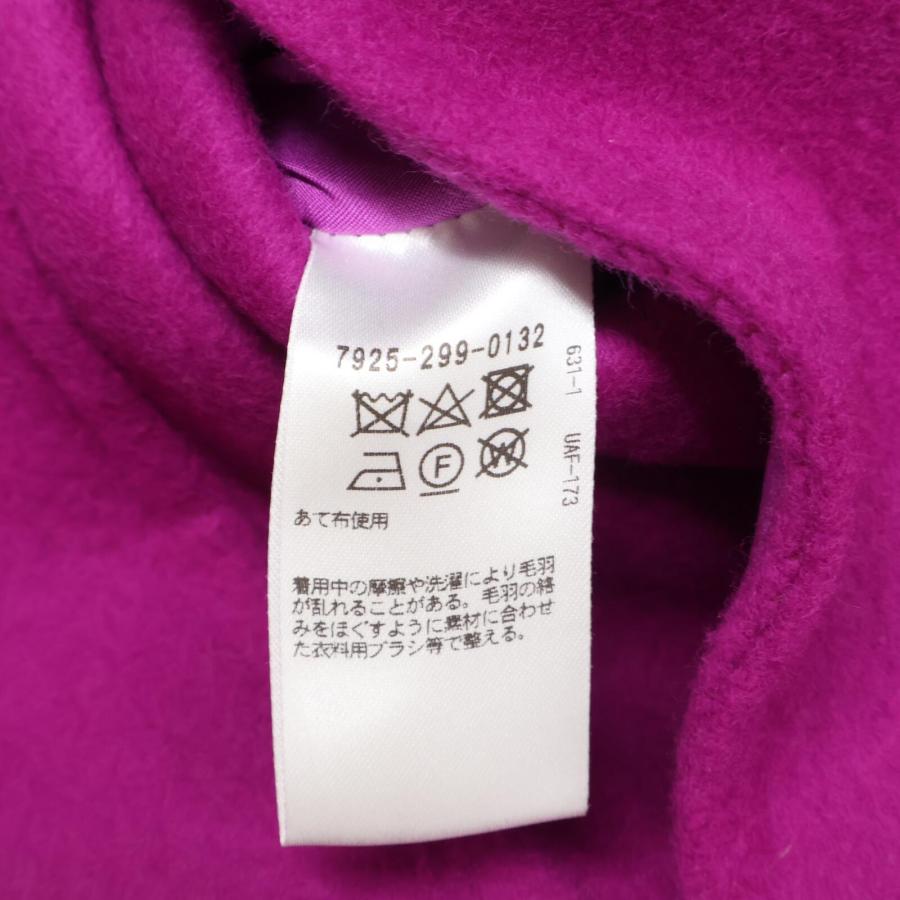 7925-299-0132
631-1 UAF-173
F
W
あて布使用
着用中の摩擦や洗濯により毛羽
が乱れることがある。毛羽の絡
みをほぐすように素材に合わせ
た衣料用ブラシ等で整える。